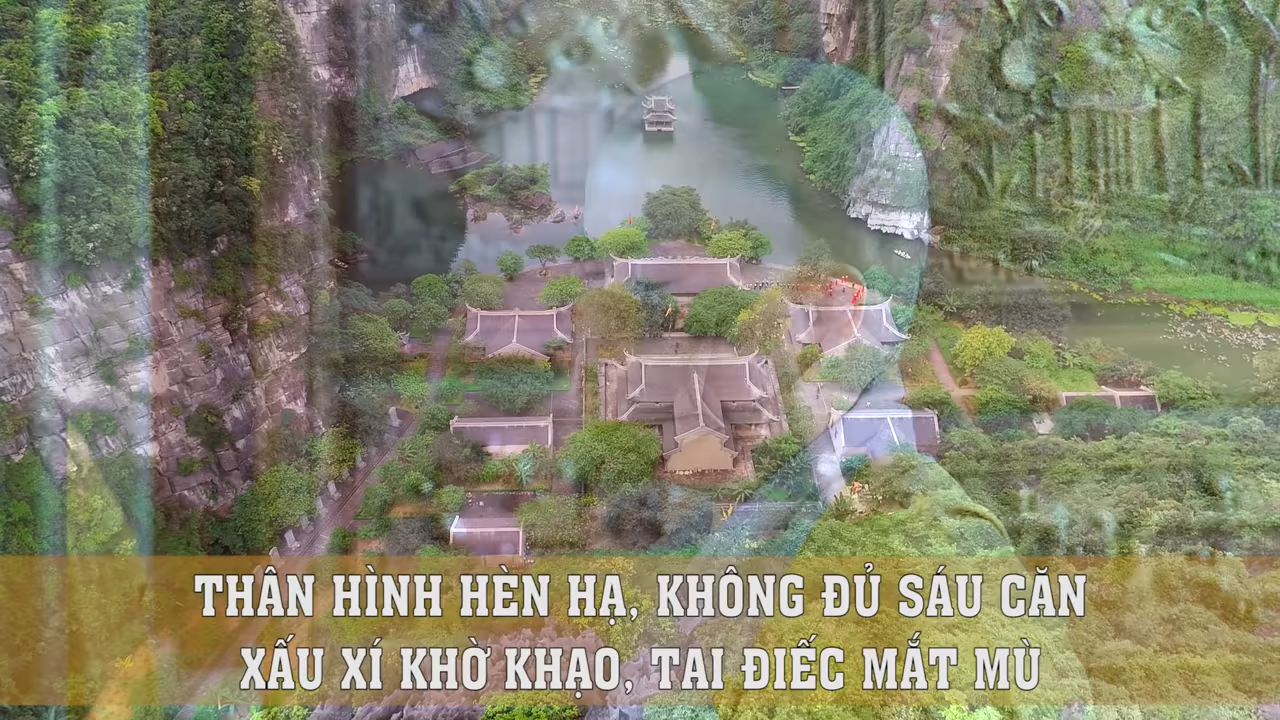 THÂN HÌNH HÈN HẠ, KHÔNG ĐỦ SÁU CĂN
XẤU XÍ KHỜ KHẠO, TAI ĐIẾC MẮT MÙ